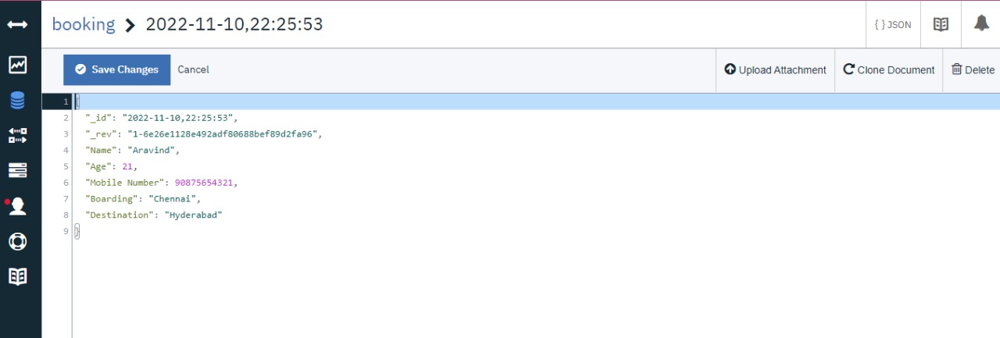 booking > 2022-11-10,22:25:53
{ } JSON
Save Changes Cancel Upload Attachment Clone Document Delete
1 {
2 "_id": "2022-11-10,22:25:53",
3 "_rev": "1-6e26e1128e492adf80688bef89d2fa96",
4 "Name": "Aravind",
5 "Age": 21,
6 "Mobile Number": 90875654321,
7 "Boarding": "Chennai",
8 "Destination": "Hyderabad"
9 }